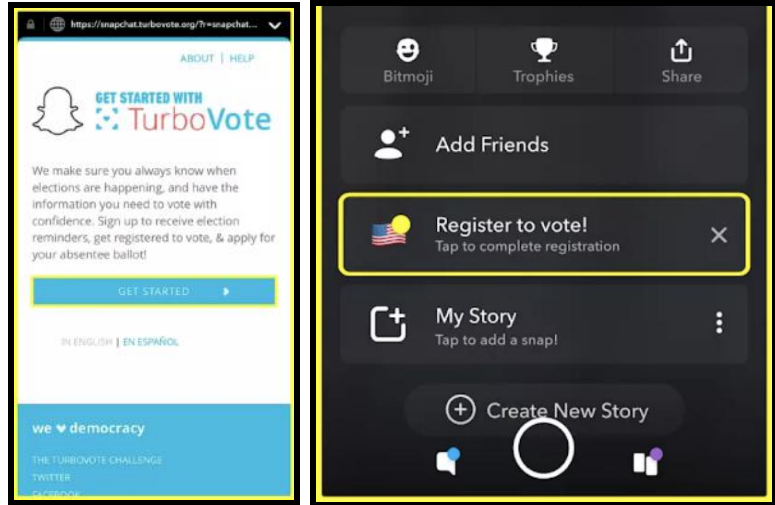 https://snapchat.turbovote.org/?r=snapchat...
ABOUT | HELP
GET STARTED WITH
TurboVote
We make sure you always know when
elections are happening, and have the
information you need to vote with
confidence. Sign up to receive election
reminders, get registered to vote, & apply for
your absentee ballot!
GET STARTED
IN ENGLISH | EN ESPAÑOL
we ♥ democracy
THE TURBOVOTE CHALLENGE
TWITTER
FACEBOOK
Bitmoji Trophies Share
Add Friends
Register to vote!
Tap to complete registration
My Story
Tap to add a snap!
Create New Story